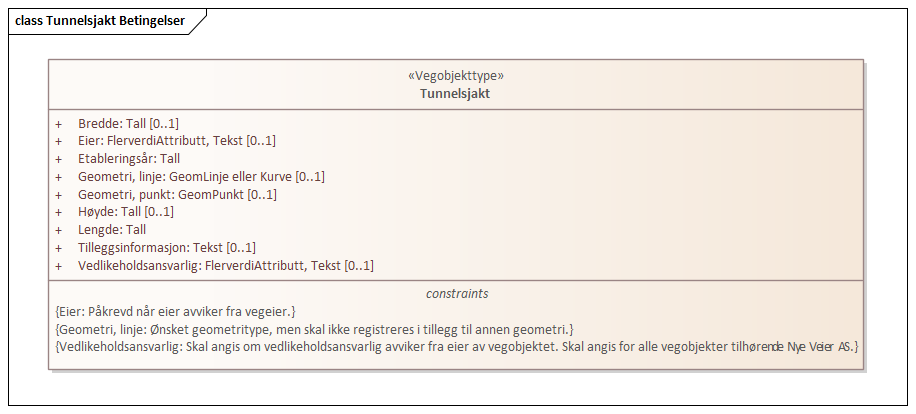 class Tunnelsjakt Betingelser
«Vegobjekttype»
Tunnelsjakt
+ Bredde: Tall [0..1]
+ Eier: FlerverdiAttributt, Tekst [0..1]
+ Etableringsår: Tall
+ Geometri, linje: GeomLinje eller Kurve [0..1]
+ Geometri, punkt: GeomPunkt [0..1]
+ Høyde: Tall [0..1]
+ Lengde: Tall
+ Tilleggsinformasjon: Tekst [0..1]
+ Vedlikeholdsansvarlig: FlerverdiAttributt, Tekst [0..1]
constraints
{Eier: Påkrevd når eier avviker fra vegeier.}
{Geometri, linje: Ønsket geometritype, men skal ikke registreres i tillegg til annen geometri.}
{Vedlikeholdsansvarlig: Skal angis om vedlikeholdsansvarlig avviker fra eier av vegobjektet. Skal angis for alle vegobjekter tilhørende Nye Veier AS.}